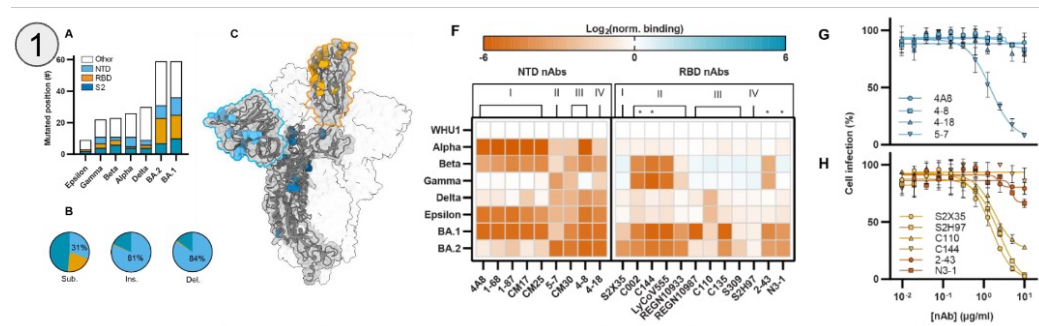 1
A
Other
NTD
RBD
S2
Mutated position (#)
60
40
20
0
Epsilon
Gamma
Beta
Alpha
Delta
BA.2
BA.1
B
31%
81%
84%
Sub.
Ins.
Del.
C
F
Log₂(norm. binding)
-6
0
6
NTD nAbs
RBD nAbs
I
II
III
IV
I
II
III
IV
* * * *
WHU1
Alpha
Beta
Gamma
Delta
Epsilon
BA.1
BA.2
4A8
1-68
1-87
CM17
CM25
5-7
CM30
4-8
4-18
S2X35
C002
C144
LyCoV555
REGN10933
REGN10987
C110
C135
S309
S2H97
2-43
N3-1
G
100
50
0
4A8
4-8
4-18
5-7
Cell infection (%)
H
100
50
0
S2X35
S2H97
C110
C144
2-43
N3-1
10⁻² 10⁻¹ 10⁰ 10¹
[nAb] (µg/ml)